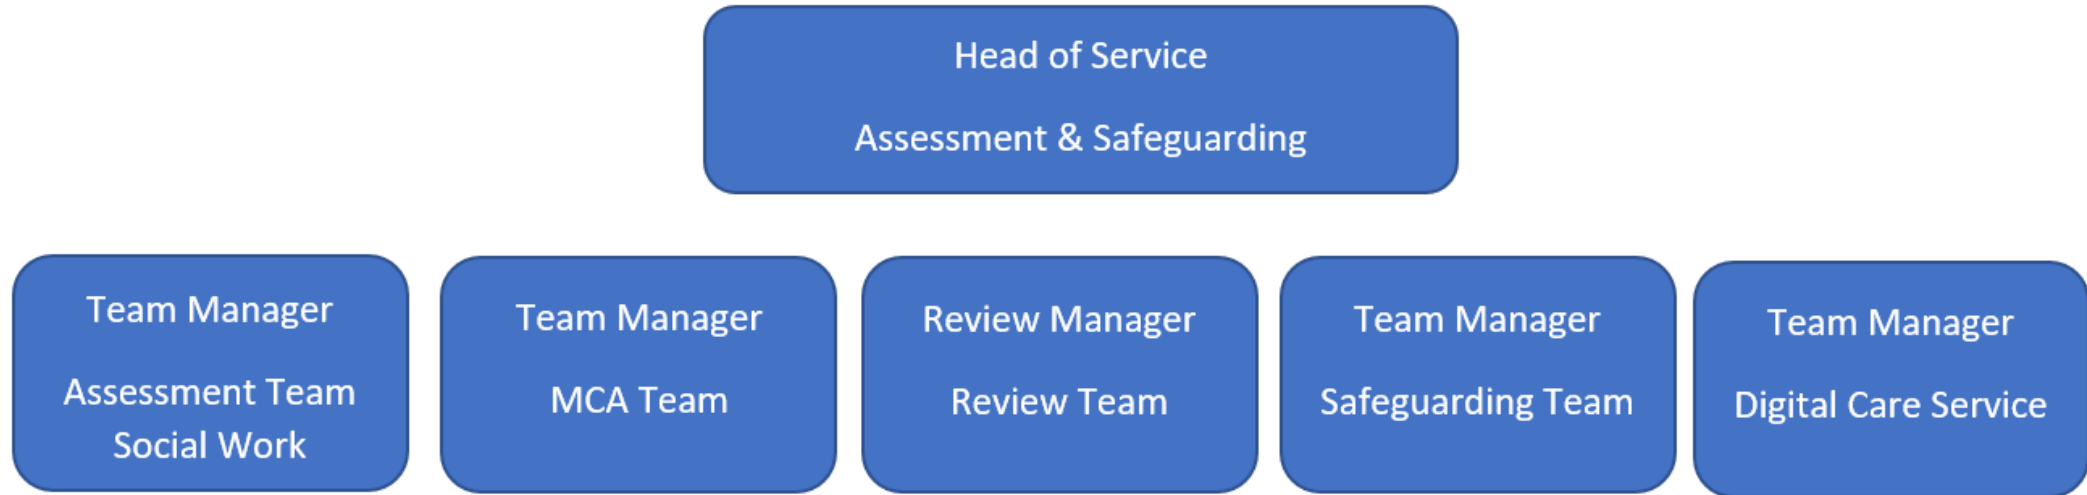 Head of Service
Assessment & Safeguarding
Team Manager
Assessment Team
Social Work
Team Manager
MCA Team
Review Manager
Review Team
Team Manager
Safeguarding Team
Team Manager
Digital Care Service